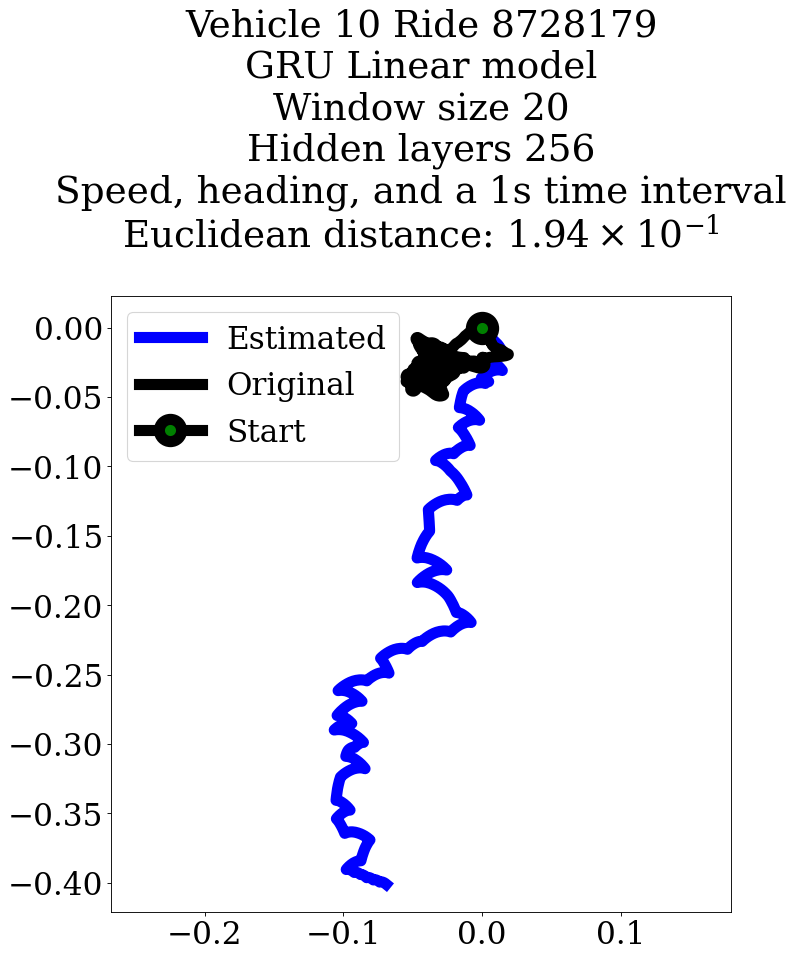 Vehicle 10 Ride 8728179
GRU Linear model
Window size 20
Hidden layers 256
Speed, heading, and a 1s time interval
Euclidean distance: 1.94 × 10⁻¹
Estimated
Original
Start
0.00
−0.05
−0.10
−0.15
−0.20
−0.25
−0.30
−0.35
−0.40
−0.2
−0.1
0.0
0.1